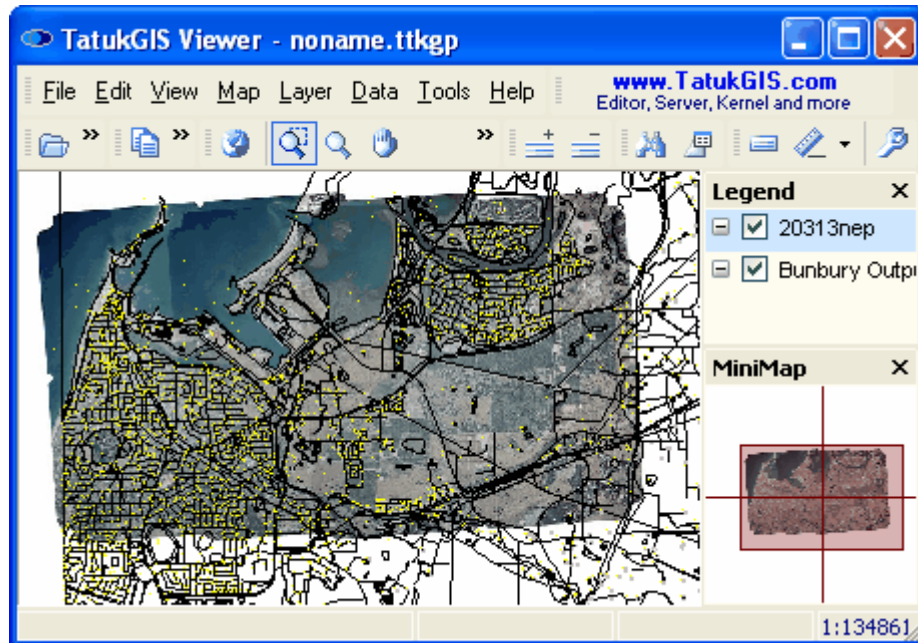 TatukGIS Viewer - noname.ttkgp
File Edit View Map Layer Data Tools Help
www.TatukGIS.com
Editor, Server, Kernel and more
Legend
20313nep
Bunbury Outpu
MiniMap
1:134861